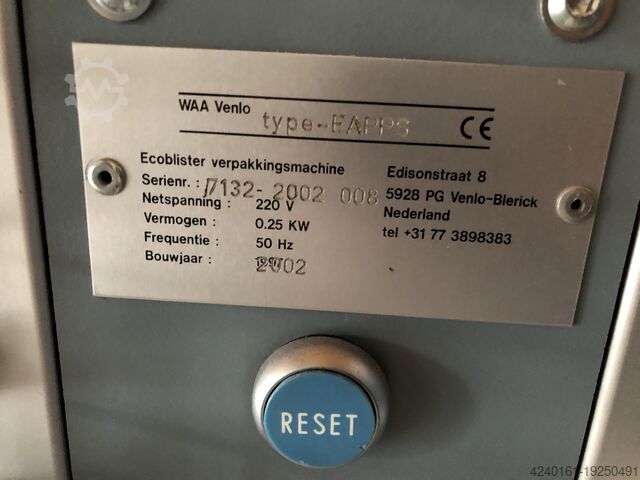 WAA Venlo type-EAPPS CE
Ecoblister verpakkingsmachine
Serienr. : 7132-2002 008
Netspanning : 220 V
Vermogen : 0.25 KW
Frequentie : 50 Hz
Bouwjaar : 2002
Edisonstraat 8
5928 PG Venlo-Blerick
Nederland
tel +31 77 3898383
RESET
4240161-19250491